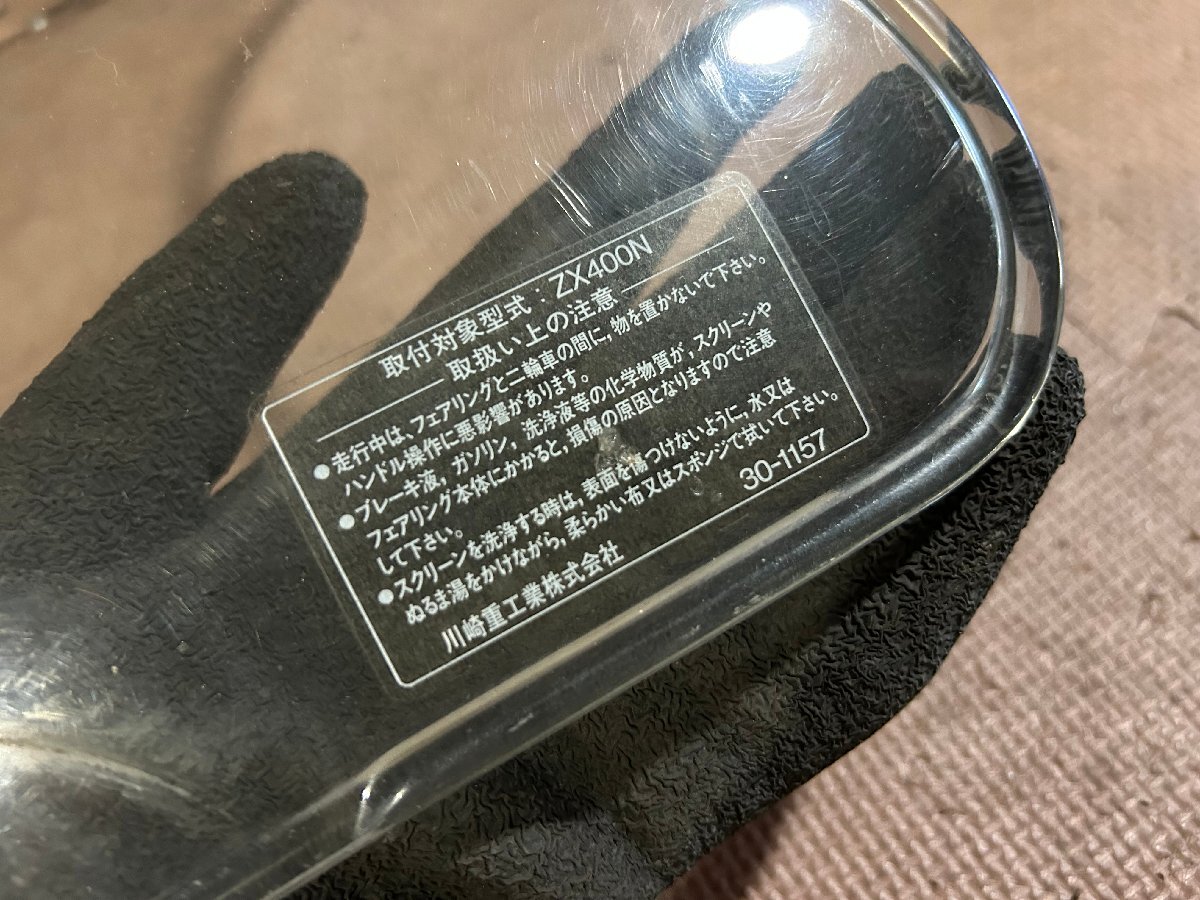 取付対象型式：ZX400N
取扱い上の注意
●走行中は、フェアリングと二輪車の間に，物を置かないで下さい。
ハンドル操作に悪影響があります。
●ブレーキ液，ガソリン，洗浄液等の化学物質が，スクリーンや
フェアリング本体にかかると，損傷の原因となりますので注意
して下さい。
●スクリーンを洗浄する時は，表面を傷つけないように，水又は
ぬるま湯をかけながら，柔らかい布又はスポンジで拭いて下さい。
川崎重工業株式会社
30-1157